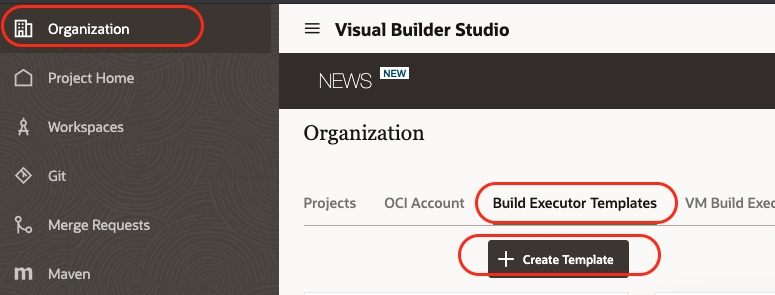 Organization
Project Home
Workspaces
Git
Merge Requests
Maven
Visual Builder Studio
NEWS NEW
Organization
Projects OCI Account Build Executor Templates VM Build Exec
+ Create Template